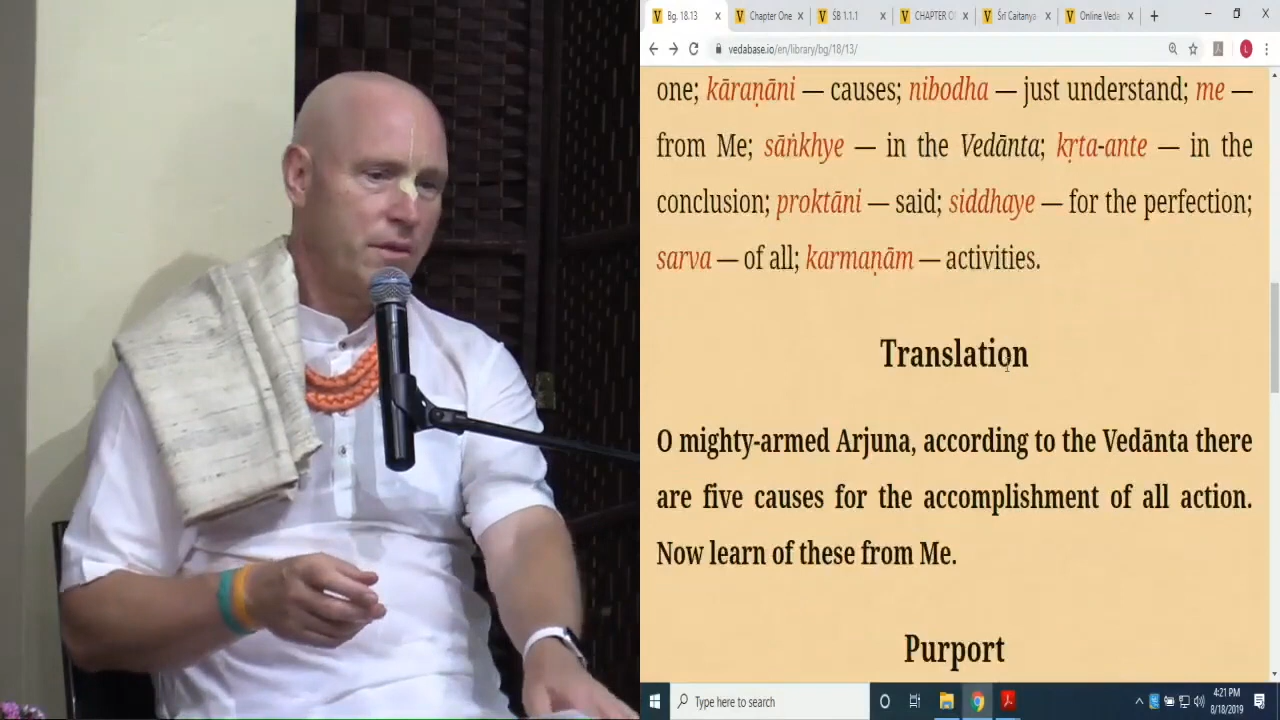 Bg. 18.13
Chapter One
ŚB 1.1.1
CHAPTER O
Śrī Caitanya
Online Veda
vedabase.io/en/library/bg/18/13/
one; kāraṇāni — causes; nibodha — just understand; me —
from Me; sāṅkhye — in the Vedānta; kṛta-ante — in the
conclusion; proktāni — said; siddhaye — for the perfection;
sarva — of all; karmaṇām — activities.
Translation
O mighty-armed Arjuna, according to the Vedānta there
are five causes for the accomplishment of all action.
Now learn of these from Me.
Purport
Type here to search
4:21 PM
8/18/2019